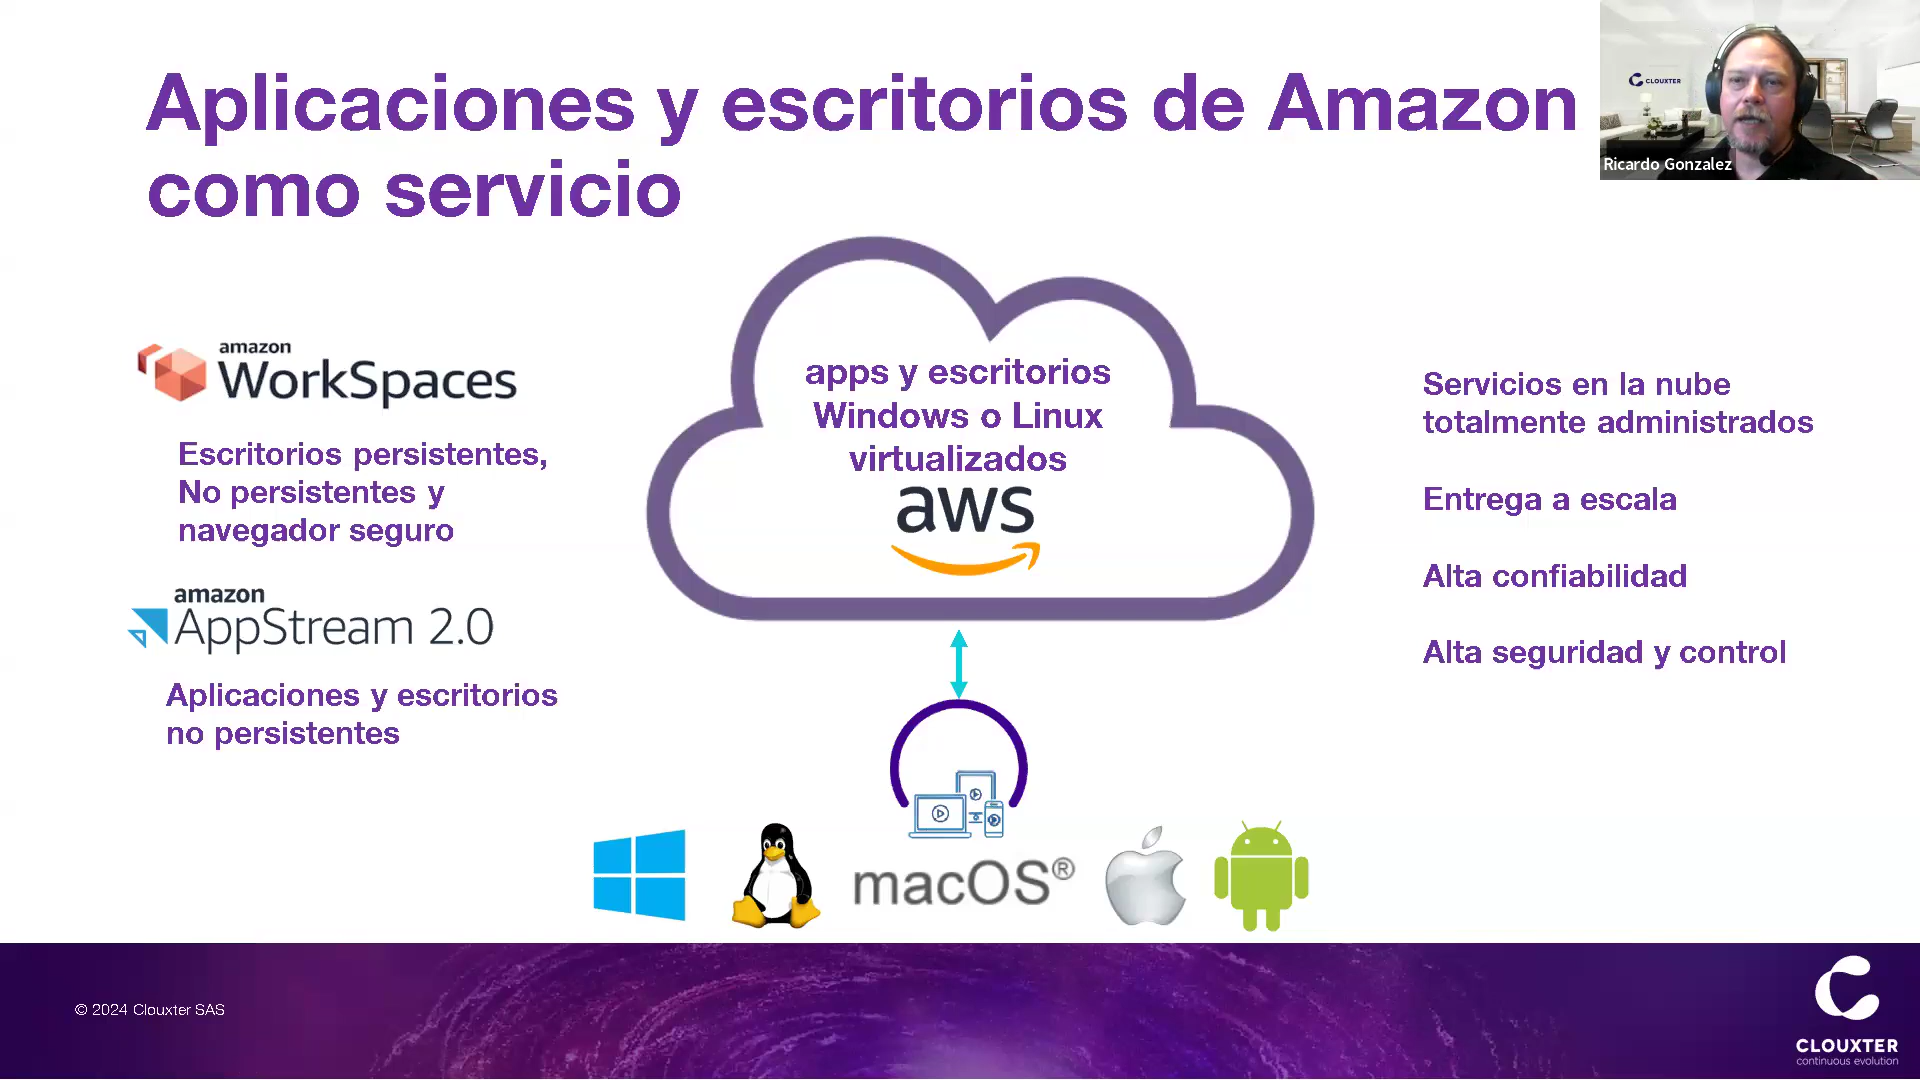 Aplicaciones y escritorios de Amazon
como servicio
CLOUXTER
Ricardo Gonzalez
amazon
WorkSpaces
Escritorios persistentes,
No persistentes y
navegador seguro
amazon
AppStream 2.0
Aplicaciones y escritorios
no persistentes
apps y escritorios
Windows o Linux
virtualizados
aws
Servicios en la nube
totalmente administrados
Entrega a escala
Alta confiabilidad
Alta seguridad y control
macOS®
© 2024 Clouxter SAS
CLOUXTER
continuous evolution